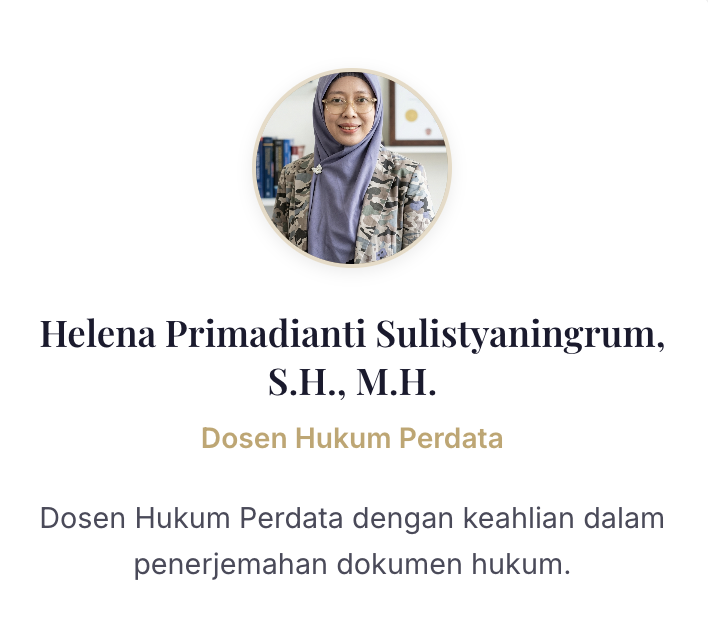 Helena Primadianti Sulistyaningrum,
S.H., M.H.
Dosen Hukum Perdata
Dosen Hukum Perdata dengan keahlian dalam
penerjemahan dokumen hukum.